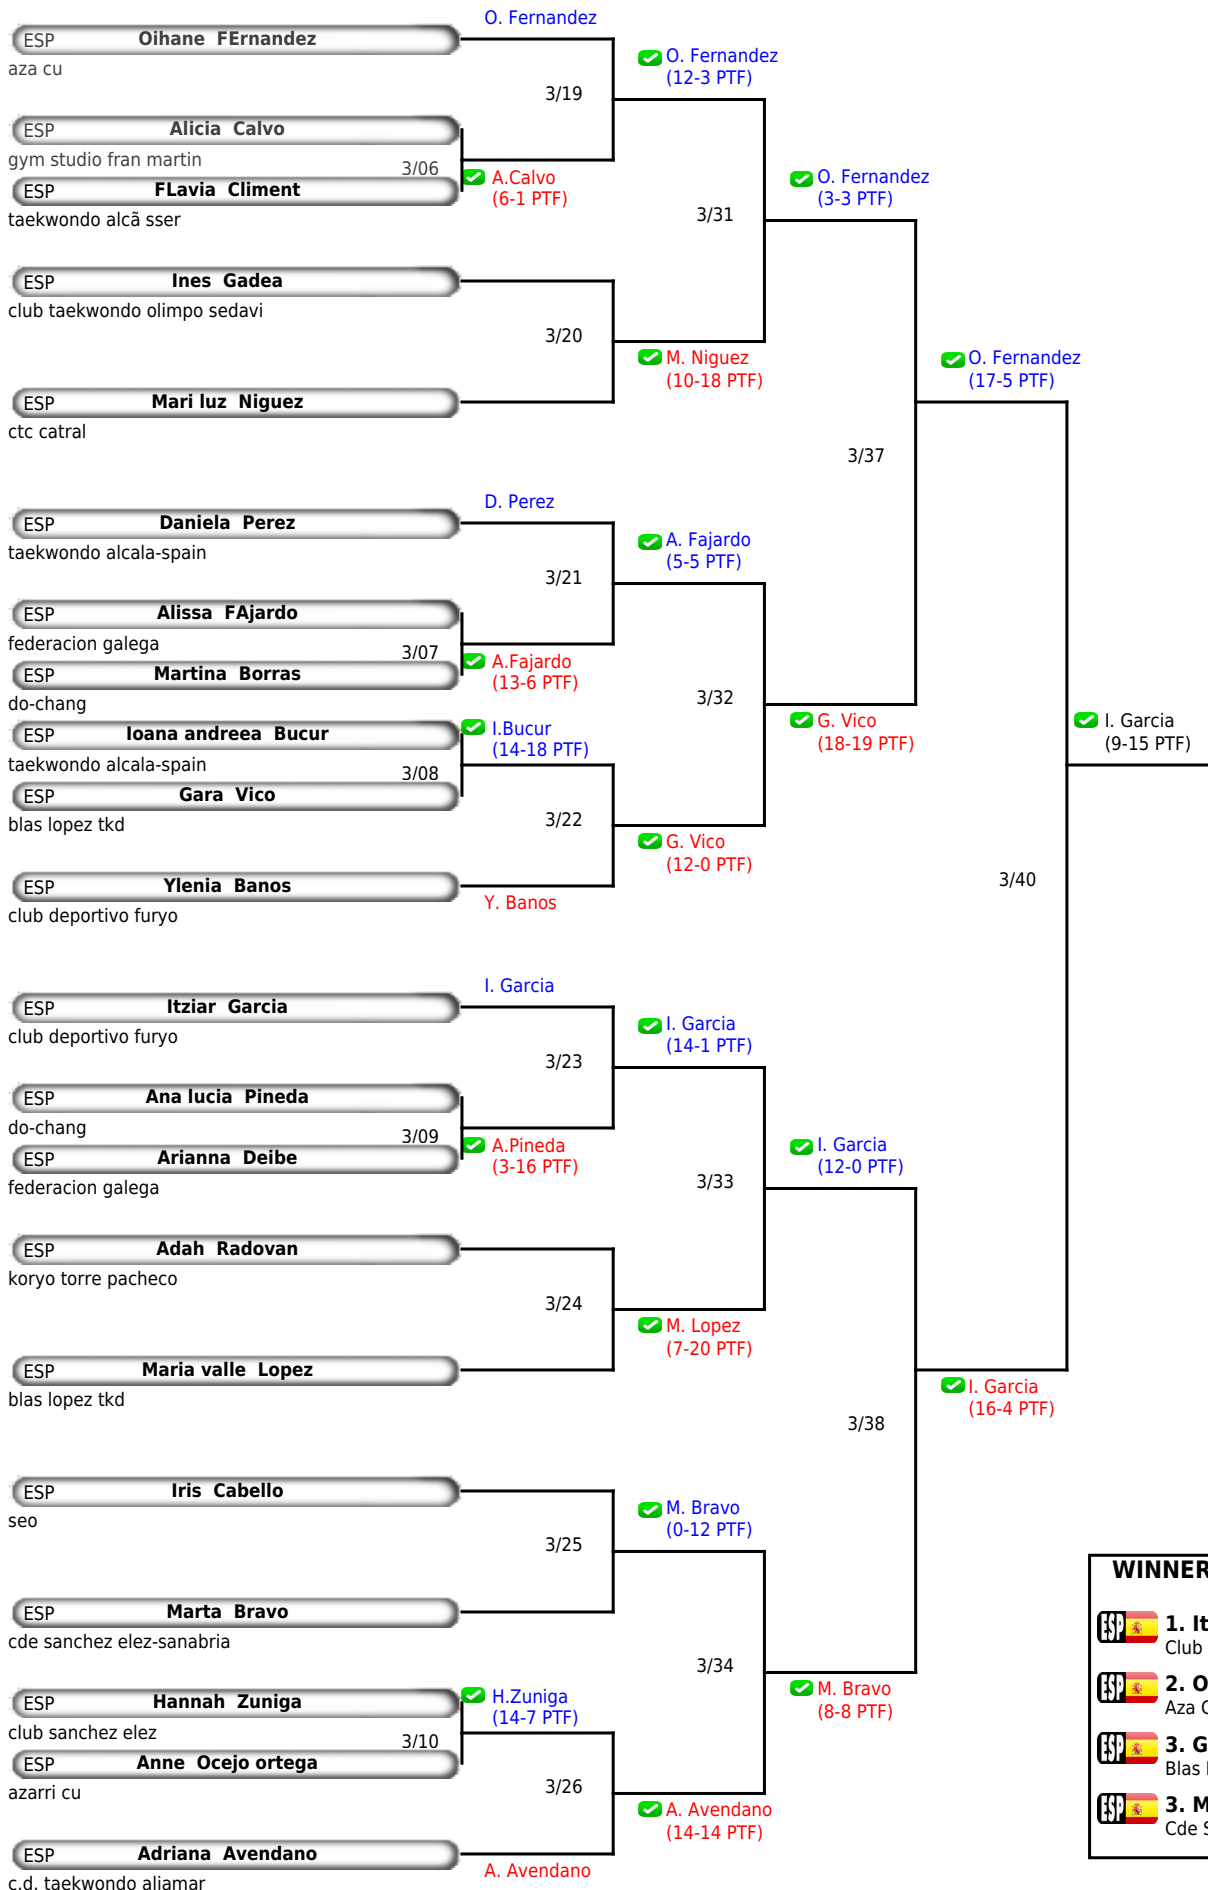 O. Fernandez
ESP Oihane FErnandez
aza cu
O. Fernandez
(12-3 PTF)
3/19
ESP Alicia Calvo
gym studio fran martin
3/06
A.Calvo
(6-1 PTF)
ESP FLavia Climent
taekwondo alcã sser
O. Fernandez
(3-3 PTF)
3/31
ESP Ines Gadea
club taekwondo olimpo sedavi
3/20
M. Niguez
(10-18 PTF)
ESP Mari luz Niguez
ctc catral
O. Fernandez
(17-5 PTF)
3/37
D. Perez
ESP Daniela Perez
taekwondo alcala-spain
A. Fajardo
(5-5 PTF)
3/21
ESP Alissa FAjardo
federacion galega
3/07
A.Fajardo
(13-6 PTF)
ESP Martina Borras
do-chang
3/32
G. Vico
(18-19 PTF)
ESP Ioana andreea Bucur
taekwondo alcala-spain
I.Bucur
(14-18 PTF)
3/08
ESP Gara Vico
blas lopez tkd
3/22
G. Vico
(12-0 PTF)
ESP Ylenia Banos
club deportivo furyo
Y. Banos
I. Garcia
(9-15 PTF)
3/40
I. Garcia
ESP Itziar Garcia
club deportivo furyo
I. Garcia
(14-1 PTF)
3/23
ESP Ana lucia Pineda
do-chang
3/09
A.Pineda
(3-16 PTF)
ESP Arianna Deibe
federacion galega
I. Garcia
(12-0 PTF)
3/33
ESP Adah Radovan
koryo torre pacheco
3/24
M. Lopez
(7-20 PTF)
ESP Maria valle Lopez
blas lopez tkd
I. Garcia
(16-4 PTF)
3/38
ESP Iris Cabello
seo
M. Bravo
(0-12 PTF)
3/25
ESP Marta Bravo
cde sanchez elez-sanabria
3/34
M. Bravo
(8-8 PTF)
ESP Hannah Zuniga
club sanchez elez
H.Zuniga
(14-7 PTF)
3/10
ESP Anne Ocejo ortega
azarri cu
3/26
A. Avendano
(14-14 PTF)
ESP Adriana Avendano
c.d. taekwondo aliamar
A. Avendano
WINNER
ESP 1. It
Club
ESP 2. O
Aza C
ESP 3. G
Blas
ESP 3. M
Cde S